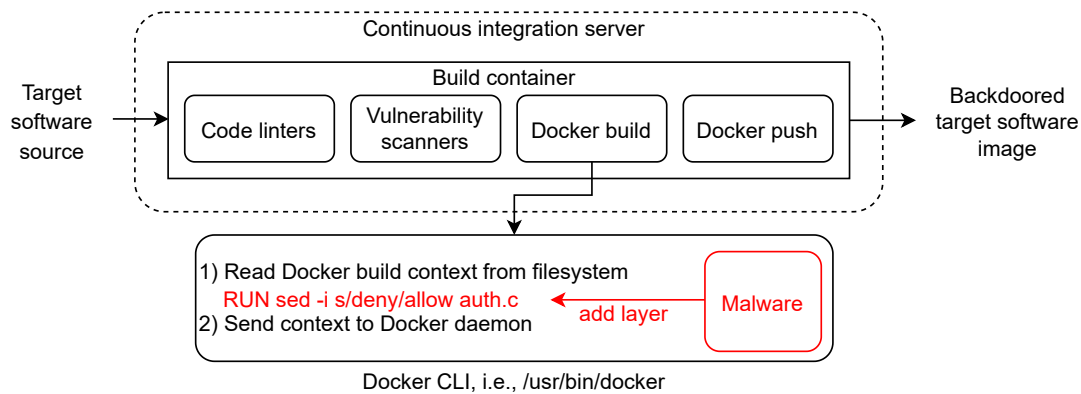 Continuous integration server
Build container
Target
software
source
Code linters
Vulnerability
scanners
Docker build
Docker push
Backdoored
target software
image
1) Read Docker build context from filesystem
RUN sed -i s/deny/allow auth.c
2) Send context to Docker daemon
add layer
Malware
Docker CLI, i.e., /usr/bin/docker